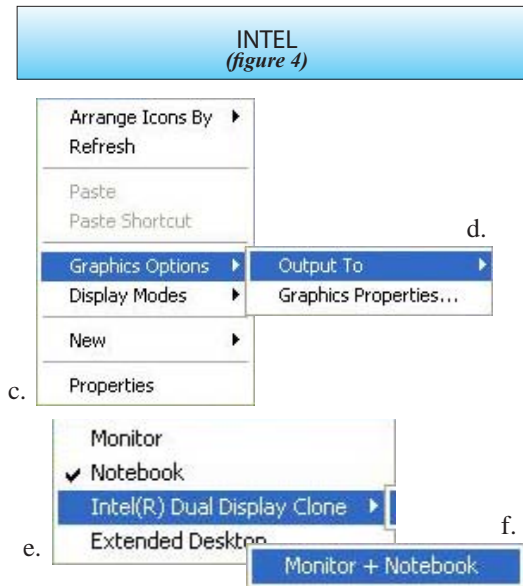 INTEL
(figure 4)
Arrange Icons By
Refresh
Paste
Paste Shortcut
d.
Graphics Options
Output To
Display Modes
Graphics Properties...
New
Properties
c.
Monitor
Notebook
Intel(R) Dual Display Clone
Extended Desktop
e.
f.
Monitor + Notebook